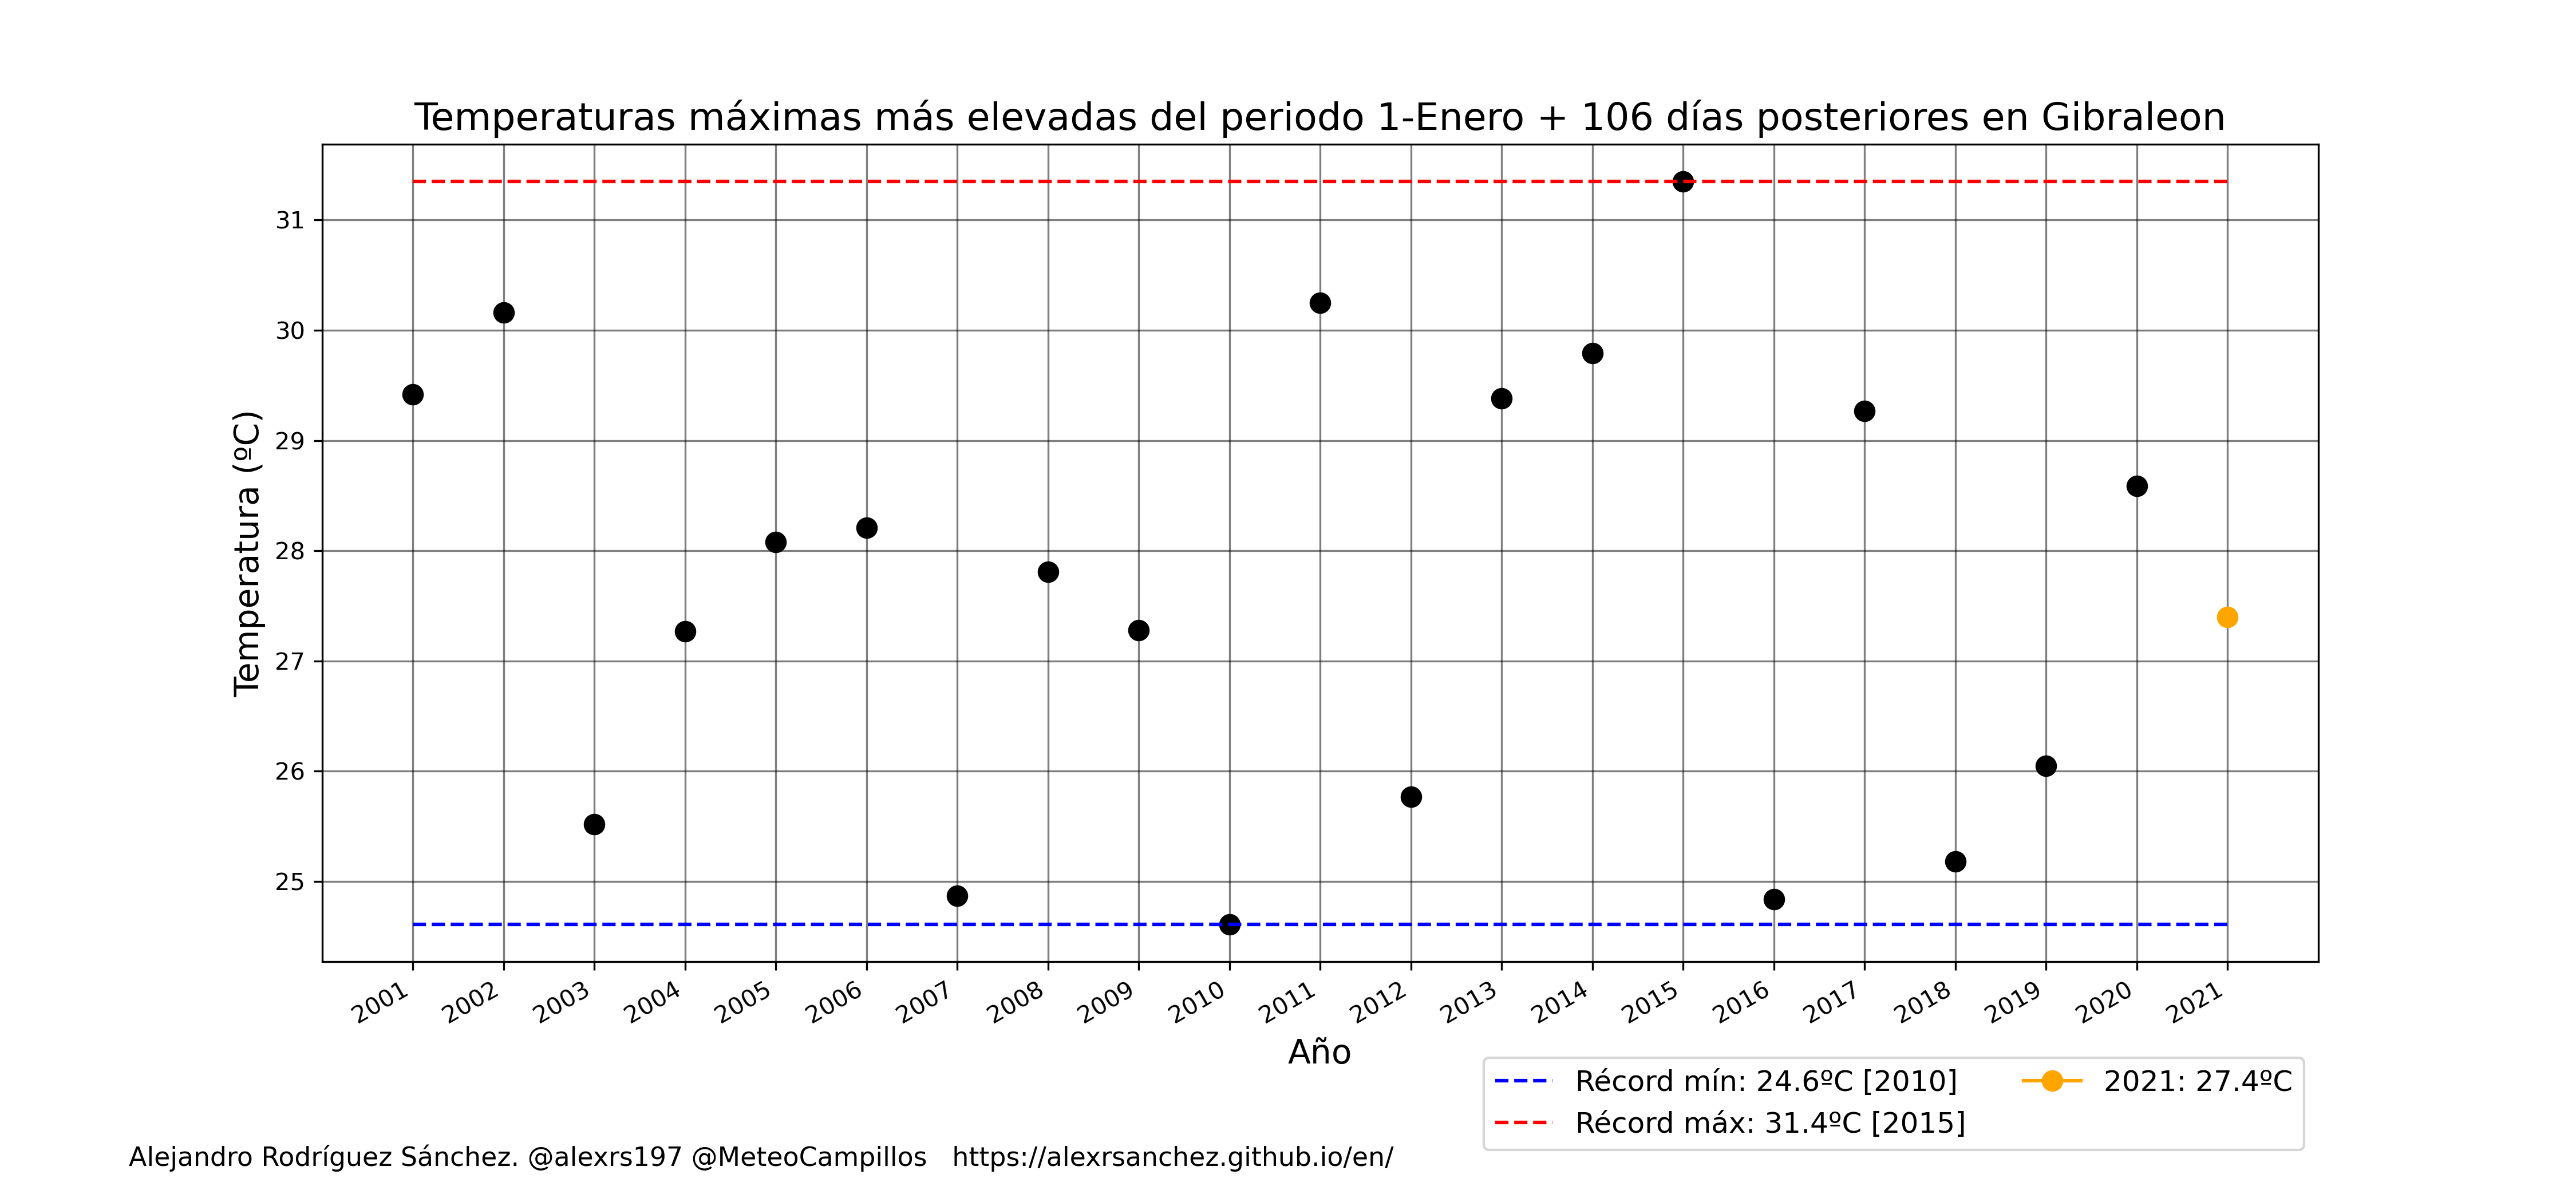 Temperaturas máximas más elevadas del periodo 1-Enero + 106 días posteriores en Gibraleon
Temperatura (ºC)
31
30
29
28
27
26
25
2001 2002 2003 2004 2005 2006 2007 2008 2009 2010 2011 2012 2013 2014 2015 2016 2017 2018 2019 2020 2021
Año
Récord mín: 24.6ºC [2010]
Récord máx: 31.4ºC [2015]
2021: 27.4ºC
Alejandro Rodríguez Sánchez. @alexrs197 @MeteoCampillos   https://alexrsanchez.github.io/en/